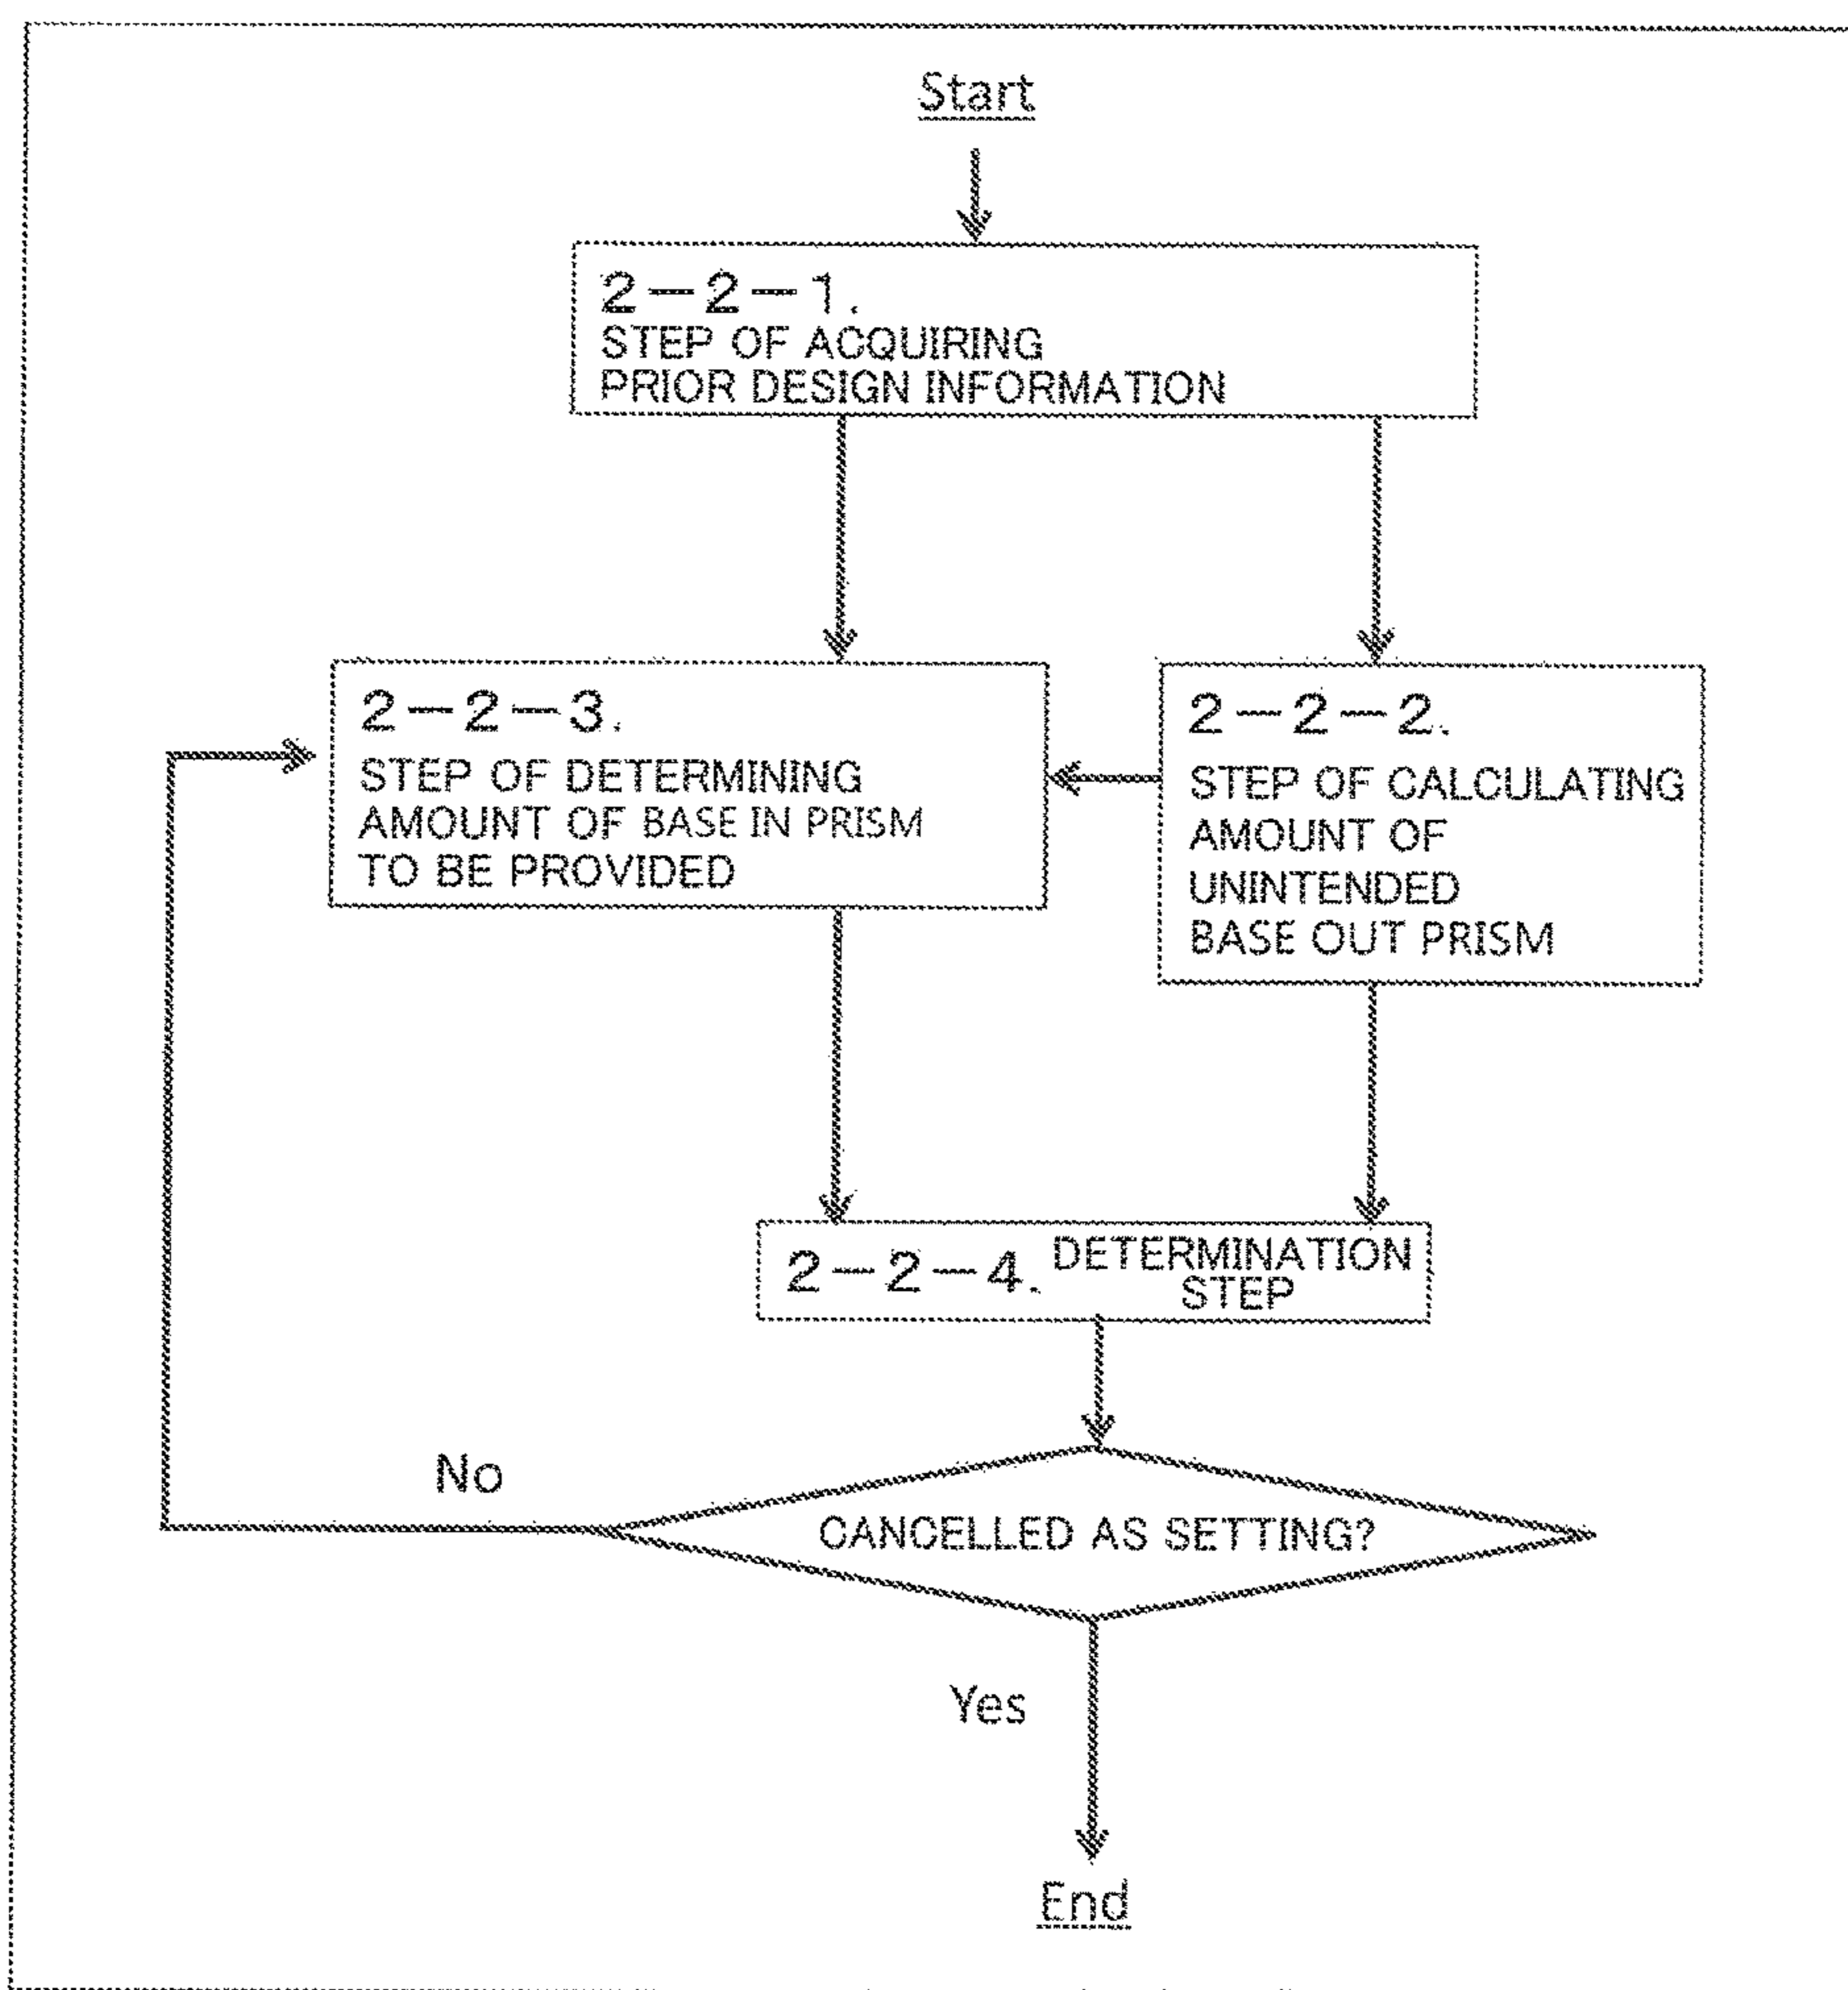 Start
2－2－1.
STEP OF ACQUIRING
PRIOR DESIGN INFORMATION
2－2－3.
STEP OF DETERMINING
AMOUNT OF BASE IN PRISM
TO BE PROVIDED
2－2－2.
STEP OF CALCULATING
AMOUNT OF
UNINTENDED
BASE OUT PRISM
2－2－4. DETERMINATION
STEP
No
CANCELLED AS SETTING?
Yes
End